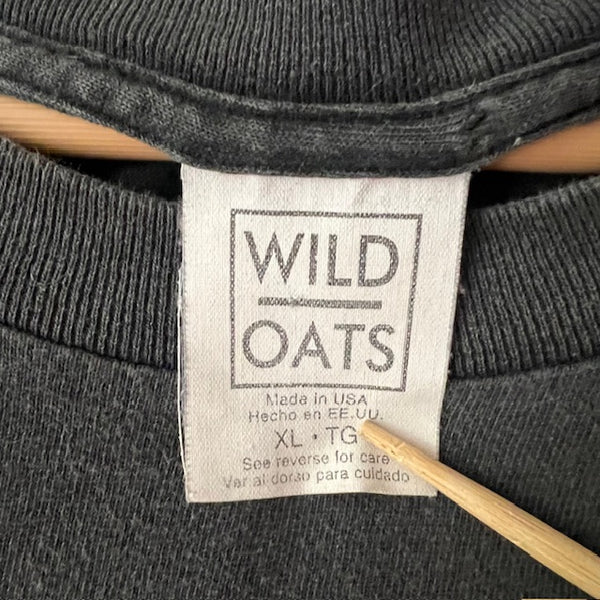 WILD
OATS
Made in USA
Hecho en EE.UU.
XL • TG
See reverse for care
Ver al dorso para cuidado